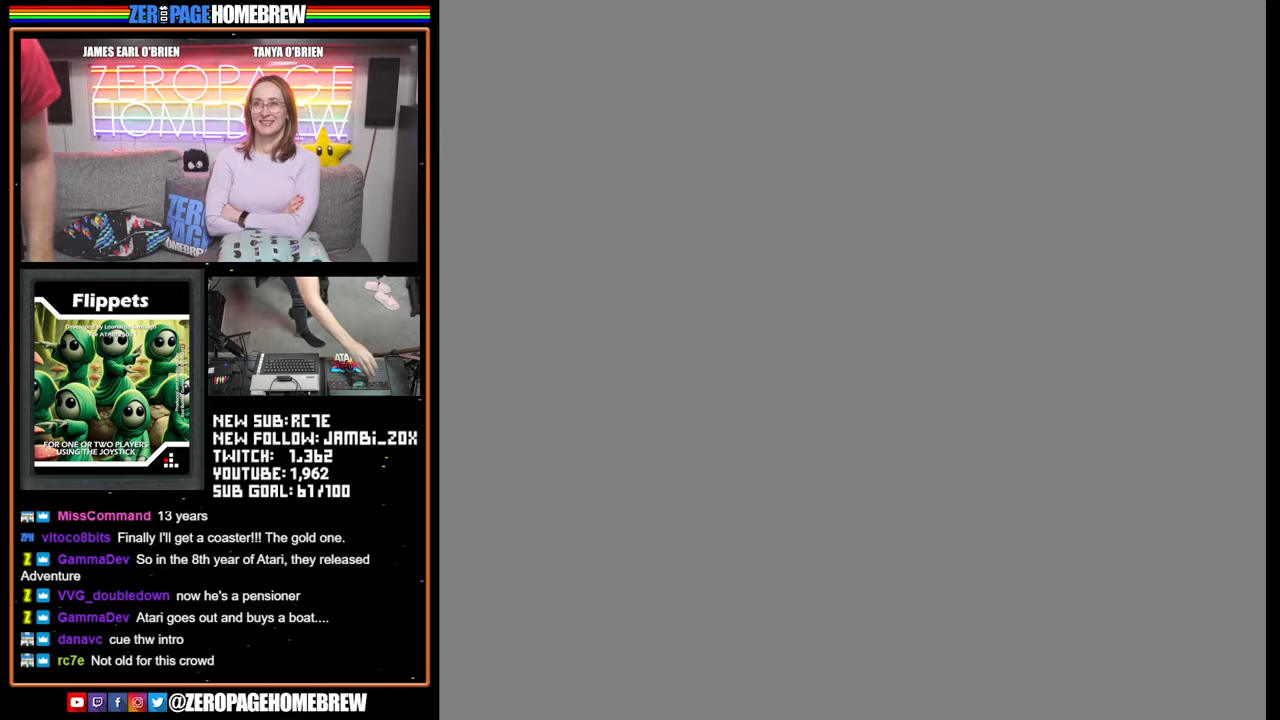 ZEROPAGE HOMEBREW
JAMES EARL O'BRIEN
TANYA O'BRIEN
ZEROPAGE
HOMEBREW
ZERO
PAGE
HOMEBREW
Flippets
FOR ONE OR TWO PLAYERS
USING THE JOYSTICK
NEW SUB: RC7E
NEW FOLLOW: JAMBI_ZOX
TWITCH: 1,362
YOUTUBE: 1,962
SUB GOAL: 67/100
MissCommand 13 years
vitoco8bits Finally I'll get a coaster!!! The gold one.
GammaDev So in the 8th year of Atari, they released
Adventure
VVG_doubledown now he's a pensioner
GammaDev Atari goes out and buys a boat....
danavc cue thw intro
rc7e Not old for this crowd
@ZEROPAGEHOMEBREW